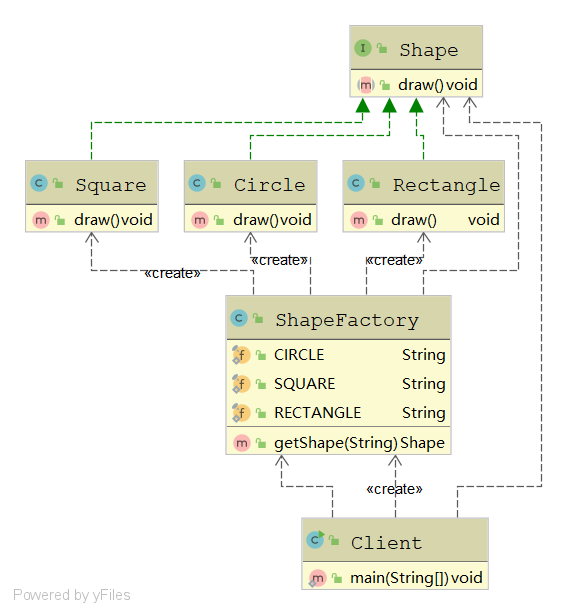 Shape
draw() void
Square
draw() void
Circle
draw() void
Rectangle
draw() void
«create»
«create»
«create»
ShapeFactory
CIRCLE String
SQUARE String
RECTANGLE String
getShape(String) Shape
«create»
Client
main(String[]) void
Powered by yFiles